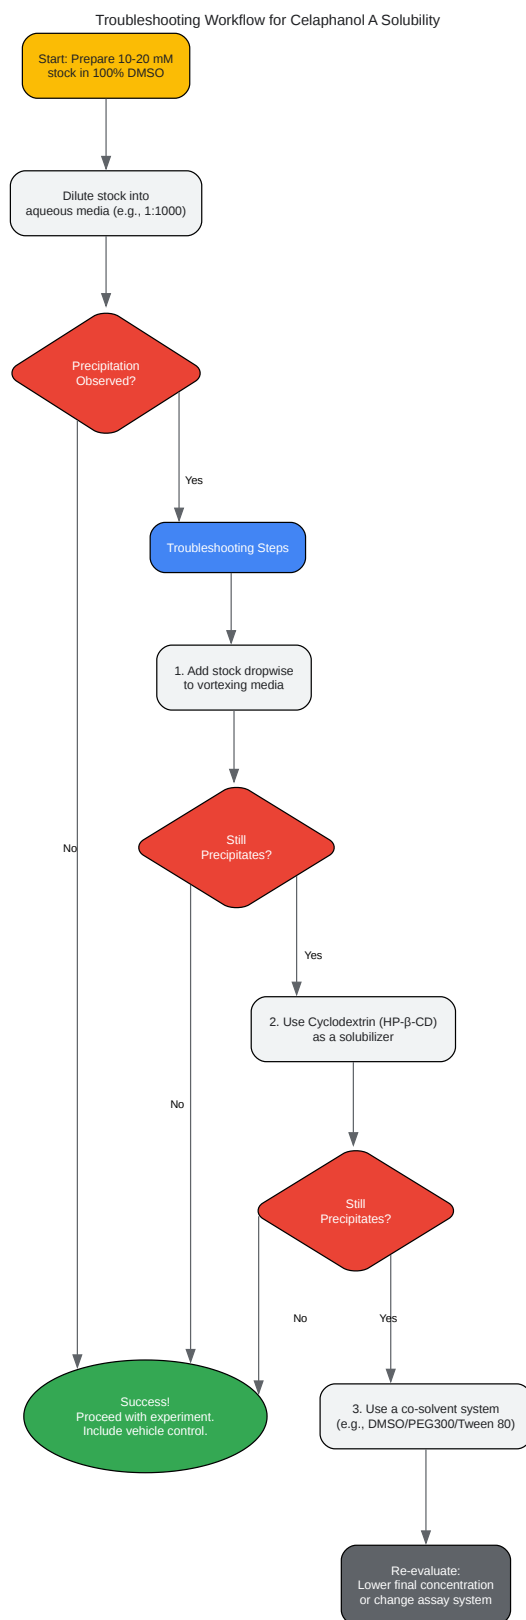 Troubleshooting Workflow for Celaphanol A Solubility
Start: Prepare 10-20 mM
stock in 100% DMSO
Dilute stock into
aqueous media (e.g., 1:1000)
Precipitation
Observed?
Yes
Troubleshooting Steps
1. Add stock dropwise
to vortexing media
Still
Precipitates?
No
Yes
2. Use Cyclodextrin (HP-β-CD)
as a solubilizer
No
Still
Precipitates?
No
Yes
Success!
Proceed with experiment.
Include vehicle control.
3. Use a co-solvent system
(e.g., DMSO/PEG300/Tween 80)
Re-evaluate:
Lower final concentration
or change assay system